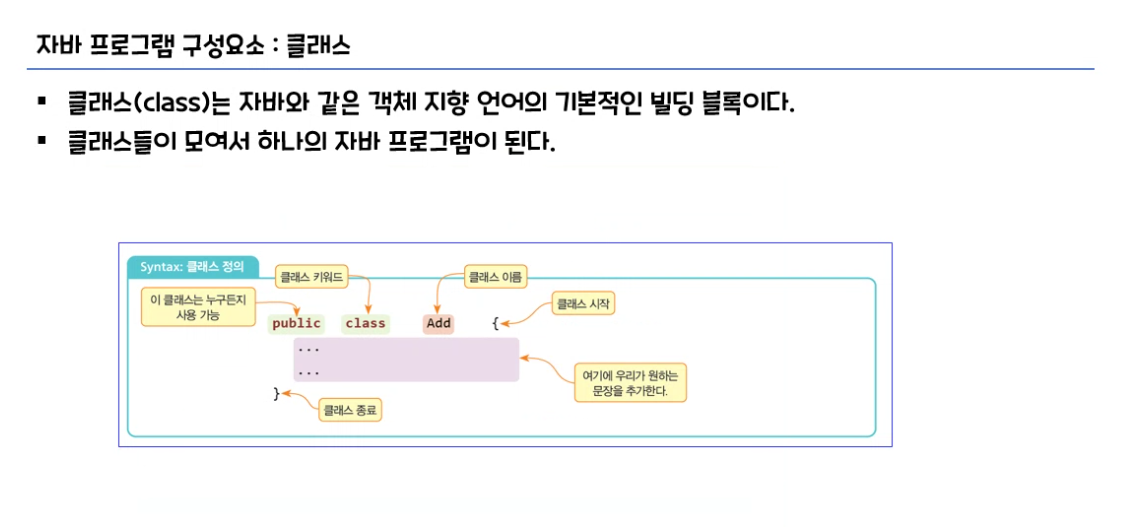 자바 프로그램 구성요소 : 클래스
▪ 클래스(class)는 자바와 같은 객체 지향 언어의 기본적인 빌딩 블록이다.
▪ 클래스들이 모여서 하나의 자바 프로그램이 된다.
Syntax: 클래스 정의
클래스 키워드
클래스 이름
이 클래스는 누구든지
사용 가능
클래스 시작
public class Add {
...
...
여기에 우리가 원하는
문장을 추가한다.
}
클래스 종료